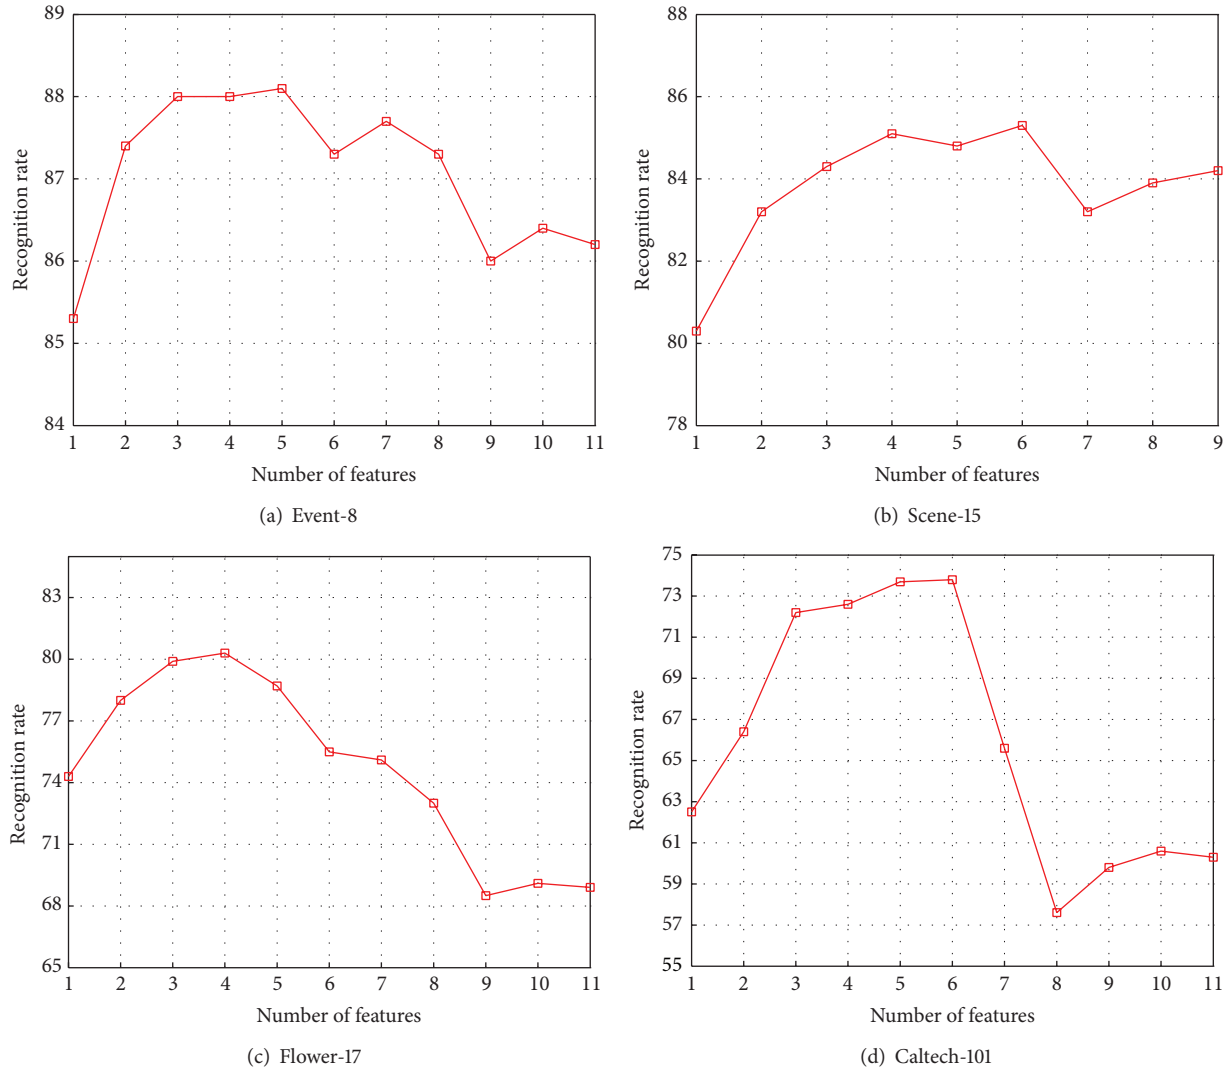 89
88
87
86
85
84
Recognition rate
1 2 3 4 5 6 7 8 9 10 11
Number of features
(a) Event-8
88
86
84
82
80
78
Recognition rate
1 2 3 4 5 6 7 8 9
Number of features
(b) Scene-15
83
80
77
74
71
68
65
Recognition rate
1 2 3 4 5 6 7 8 9 10 11
Number of features
(c) Flower-17
75
73
71
69
67
65
63
61
59
57
55
Recognition rate
1 2 3 4 5 6 7 8 9 10 11
Number of features
(d) Caltech-101